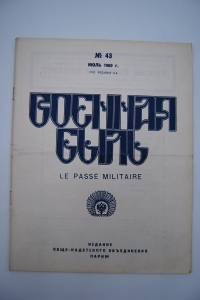 № 43
ИЮЛЬ 1960 г.
ВОЕННАЯ
БЫЛЬ
LE PASSE MILITAIRE
ИЗДАНИЕ
ОБЩЕ-КАДЕТСКОГО ОБЪЕДИНЕНИЯ
ПАРИЖ